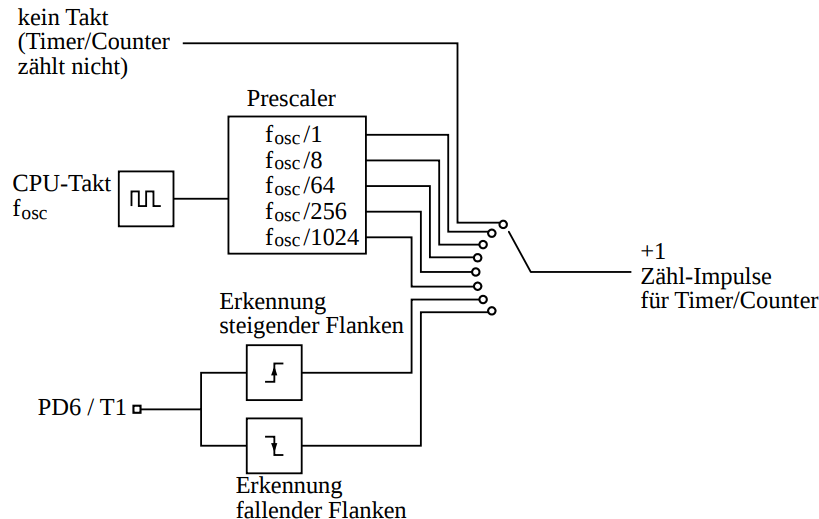 kein Takt
(Timer/Counter
zählt nicht)
Prescaler
fosc/1
fosc/8
fosc/64
fosc/256
fosc/1024
CPU-Takt
fosc
+1
Zähl-Impulse
für Timer/Counter
Erkennung
steigender Flanken
PD6 / T1
Erkennung
fallender Flanken